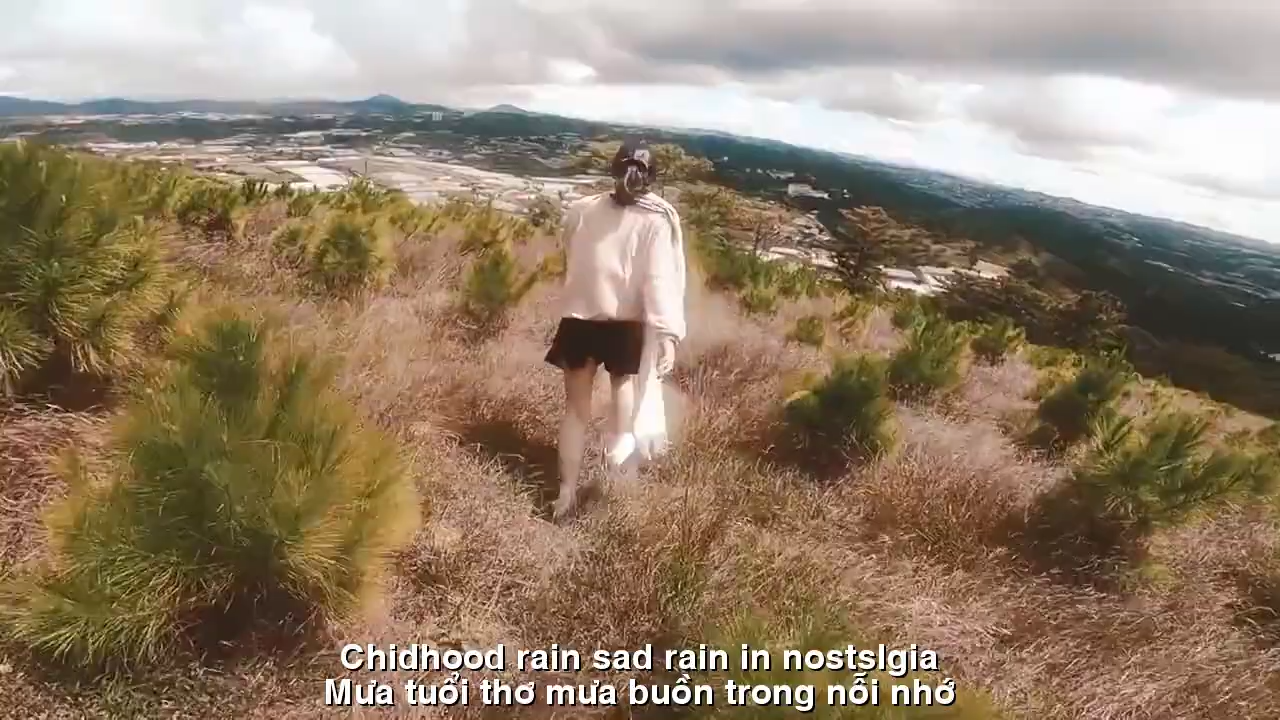 Chidhood rain sad rain in nostslgia
Mưa tuổi thơ mưa buồn trong nỗi nhớ